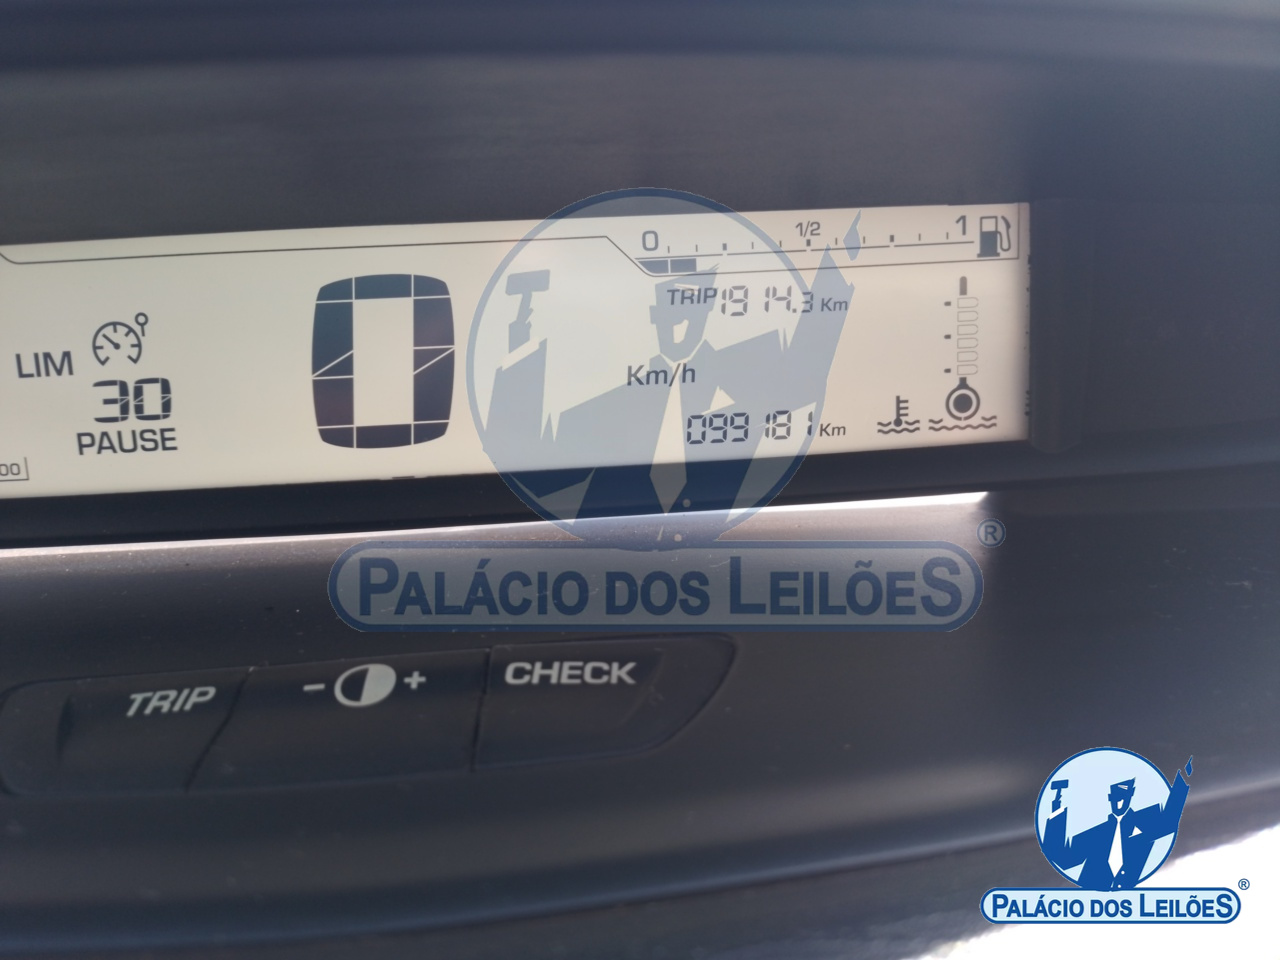 0 1/2 1
TRIP 1914.3 Km
LIM
30
PAUSE
0
Km/h
099181 Km
00
PALÁCIO DOS LEILÕES ®
TRIP
- +
CHECK
PALÁCIO DOS LEILÕES ®